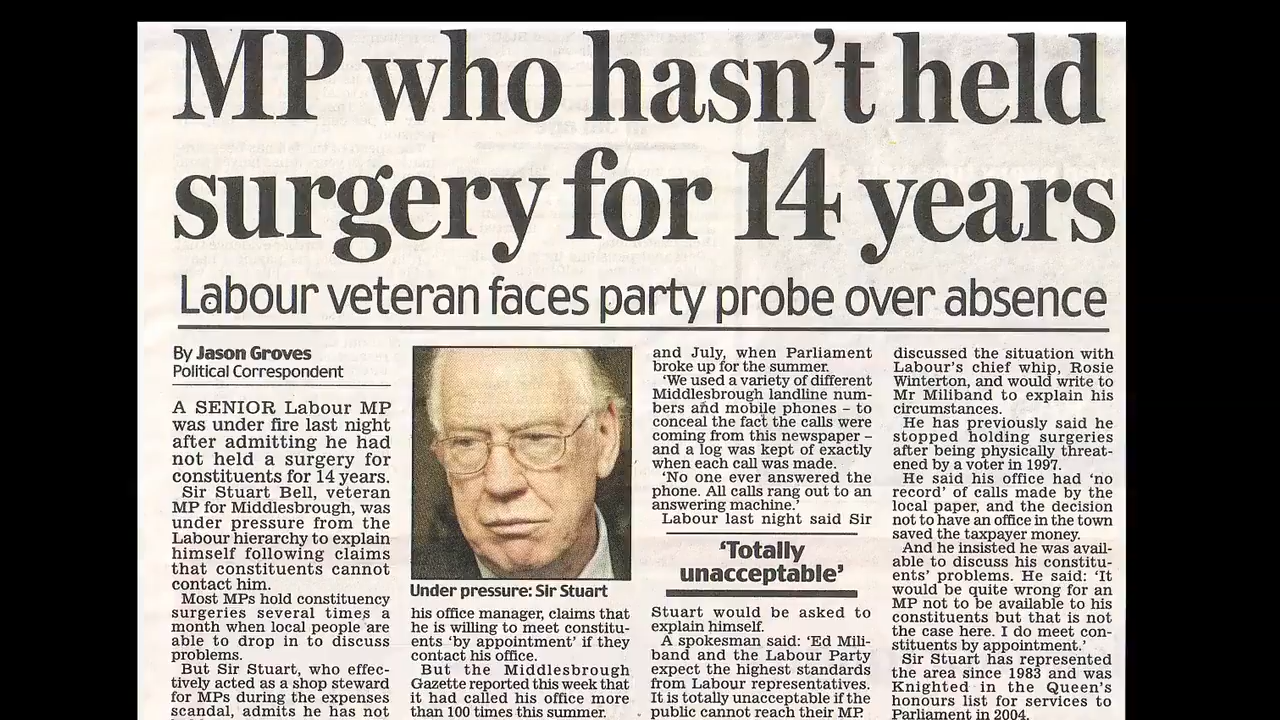 MP who hasn't held
surgery for 14 years
Labour veteran faces party probe over absence
By Jason Groves
Political Correspondent
A SENIOR Labour MP
was under fire last night
after admitting he had
not held a surgery for
constituents for 14 years.
Sir Stuart Bell, veteran
MP for Middlesbrough, was
under pressure from the
Labour hierarchy to explain
himself following claims
that constituents cannot
contact him.
Most MPs hold constituency
surgeries several times a
month when local people are
able to drop in to discuss
problems.
But Sir Stuart, who effec-
tively acted as a shop steward
for MPs during the expenses
scandal, admits he has not
Under pressure: Sir Stuart
his office manager, claims that
he is willing to meet constitu-
ents 'by appointment' if they
contact his office.
But the Middlesbrough
Gazette reported this week that
it had called his office more
than 100 times this summer.
and July, when Parliament
broke up for the summer.
'We used a variety of different
Middlesbrough landline num-
bers and mobile phones – to
conceal the fact the calls were
coming from this newspaper –
and a log was kept of exactly
when each call was made.
'No one ever answered the
phone. All calls rang out to an
answering machine.'
Labour last night said Sir
'Totally
unacceptable'
Stuart would be asked to
explain himself.
A spokesman said: 'Ed Mili-
band and the Labour Party
expect the highest standards
from Labour representatives.
It is totally unacceptable if the
public cannot reach their MP.
discussed the situation with
Labour's chief whip, Rosie
Winterton, and would write to
Mr Miliband to explain his
circumstances.
He has previously said he
stopped holding surgeries
after being physically threat-
ened by a voter in 1997.
He said his office had 'no
record' of calls made by the
local paper, and the decision
not to have an office in the town
saved the taxpayer money.
And he insisted he was avail-
able to discuss his constitu-
ents' problems. He said: 'It
would be quite wrong for an
MP not to be available to his
constituents but that is not
the case here. I do meet con-
stituents by appointment.'
Sir Stuart has represented
the area since 1983 and was
Knighted in the Queen's
honours list for services to
Parliament in 2004.